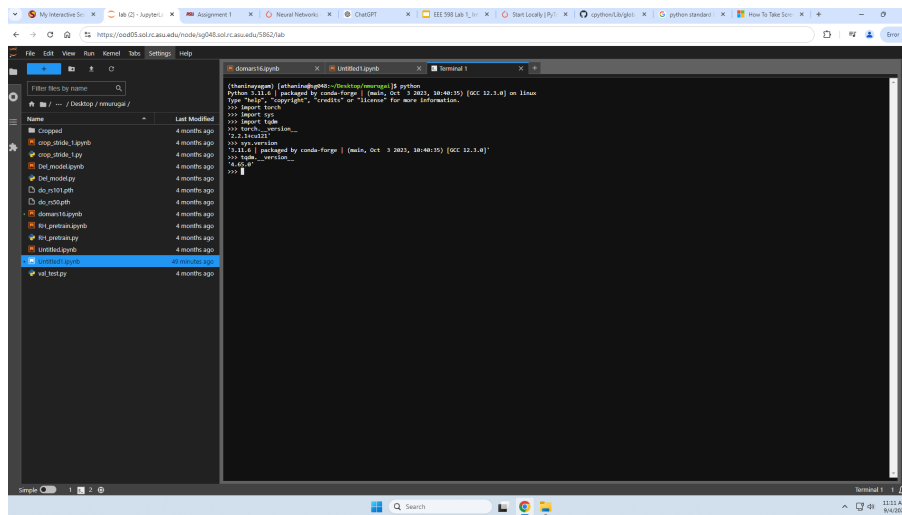 My Interactive Se
lab (2) - JupyterL
Assignment 1
Neural Networks
ChatGPT
EEE 598 Lab 1_
Start Locally | PyT
cpython/Lib/glob
python standard l
How To Take Scre
https://ood05.sol.rc.asu.edu/node/sg048.sol.rc.asu.edu/5862/lab
Error
File Edit View Run Kernel Tabs Settings Help
Filter files by name
/ ··· / Desktop / nmurugai /
Name Last Modified
Cropped 4 months ago
crop_stride_1.ipynb 4 months ago
crop_stride_1.py 4 months ago
Del_model.ipynb 4 months ago
Del_model.py 4 months ago
do_rs101.pth 4 months ago
do_rs50.pth 4 months ago
domars16.ipynb 4 months ago
RH_pretrain.ipynb 4 months ago
RH_pretrain.py 4 months ago
Untitled.ipynb 4 months ago
Untitled1.ipynb 49 minutes ago
val_test.py 4 months ago
domars16.ipynb
Untitled1.ipynb
Terminal 1
(theninayagam) [athenina@sg048:~/Desktop/nmurugai]$ python
Python 3.11.6 | packaged by conda-forge | (main, Oct 3 2023, 10:40:35) [GCC 12.3.0] on linux
Type "help", "copyright", "credits" or "license" for more information.
>>> import torch
>>> import sys
>>> import tqdm
>>> torch.__version__
'2.2.1+cu121'
>>> sys.version
'3.11.6 | packaged by conda-forge | (main, Oct 3 2023, 10:40:35) [GCC 12.3.0]'
>>> tqdm.__version__
'4.65.0'
>>>
Simple 1 2
Terminal 1 1
Search
11:11 A
9/4/20